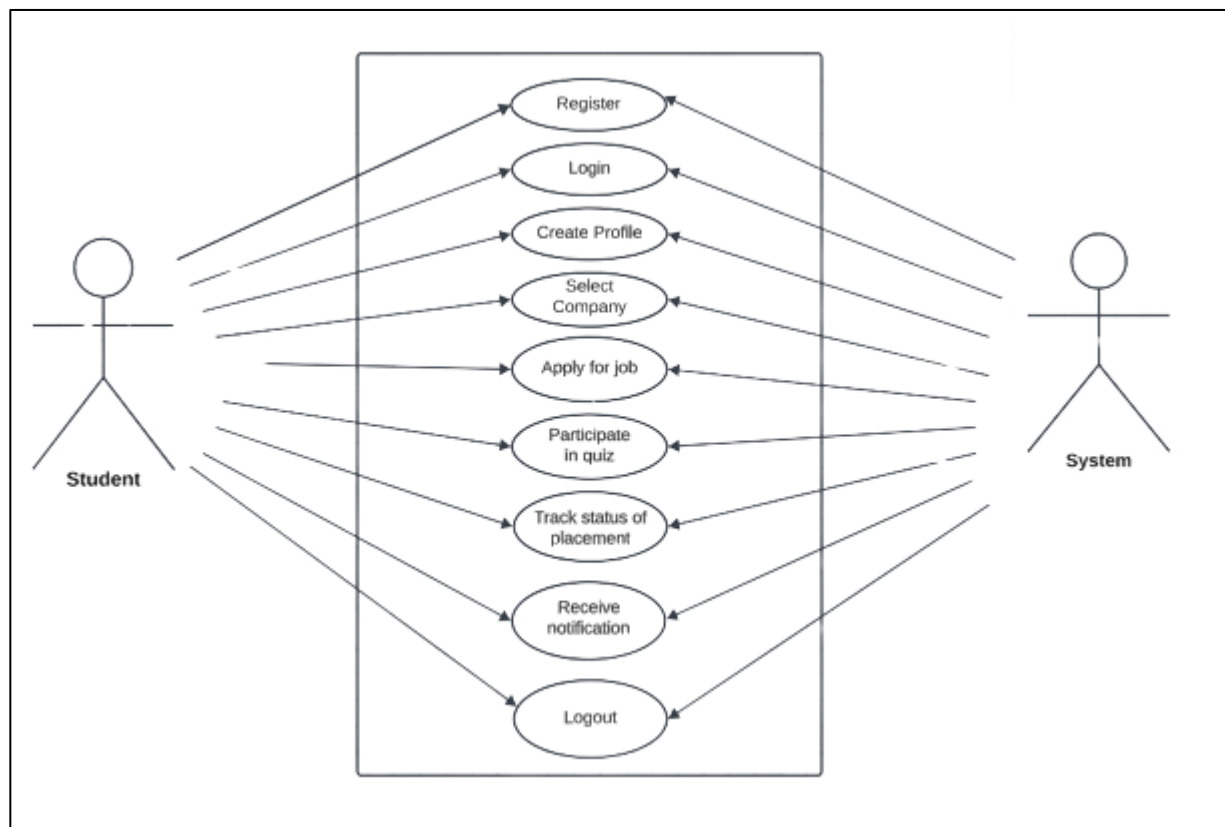 Register
Login
Create Profile
Select
Company
Apply for job
Participate
in quiz
Track status of
placement
Receive
notification
Logout
Student
System